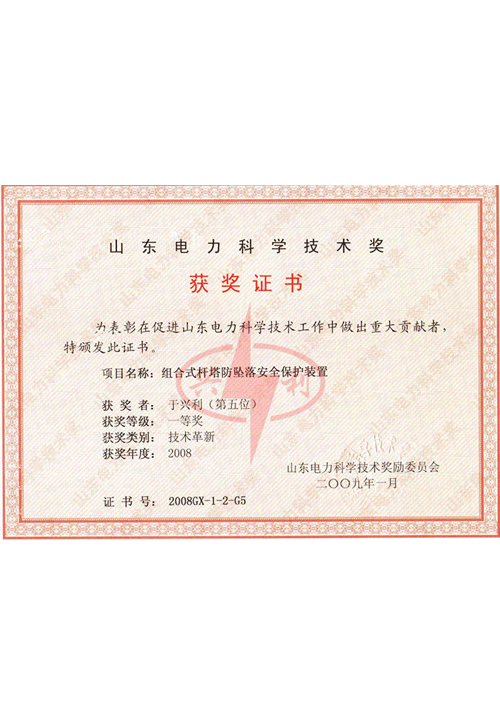 山东电力科学技术奖
获奖证书
为表彰在促进山东电力科学技术工作中做出重大贡献者，
特颁发此证书。
项目名称：组合式杆塔防坠落安全保护装置
获 奖 者：于兴利（第五位）
获奖等级：一等奖
获奖类别：技术革新
获奖年度：2008
山东电力科学技术奖励委员会
二〇〇九年一月
证 书 号：2008GX-1-2-G5
兴利